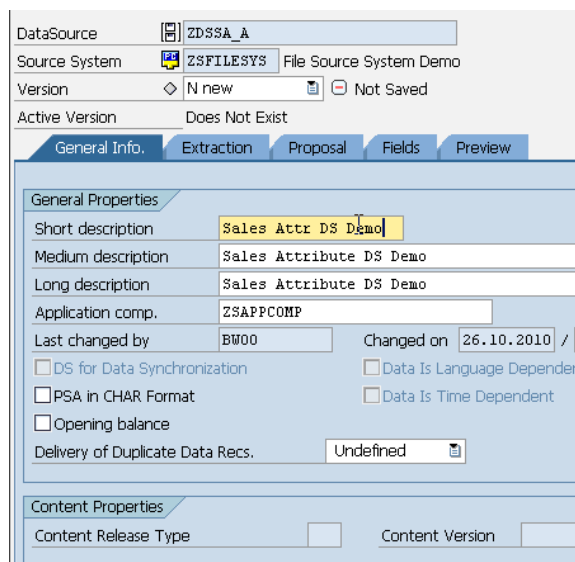 DataSource ZDSSA_A
Source System ZSFILESYS File Source System Demo
Version N new Not Saved
Active Version Does Not Exist
General Info. Extraction Proposal Fields Preview
General Properties
Short description Sales Attr DS Demo
Medium description Sales Attribute DS Demo
Long description Sales Attribute DS Demo
Application comp. ZSAPPCOMP
Last changed by BW00 Changed on 26.10.2010 /
DS for Data Synchronization Data Is Language Depender
PSA in CHAR Format Data Is Time Dependent
Opening balance
Delivery of Duplicate Data Recs. Undefined
Content Properties
Content Release Type Content Version